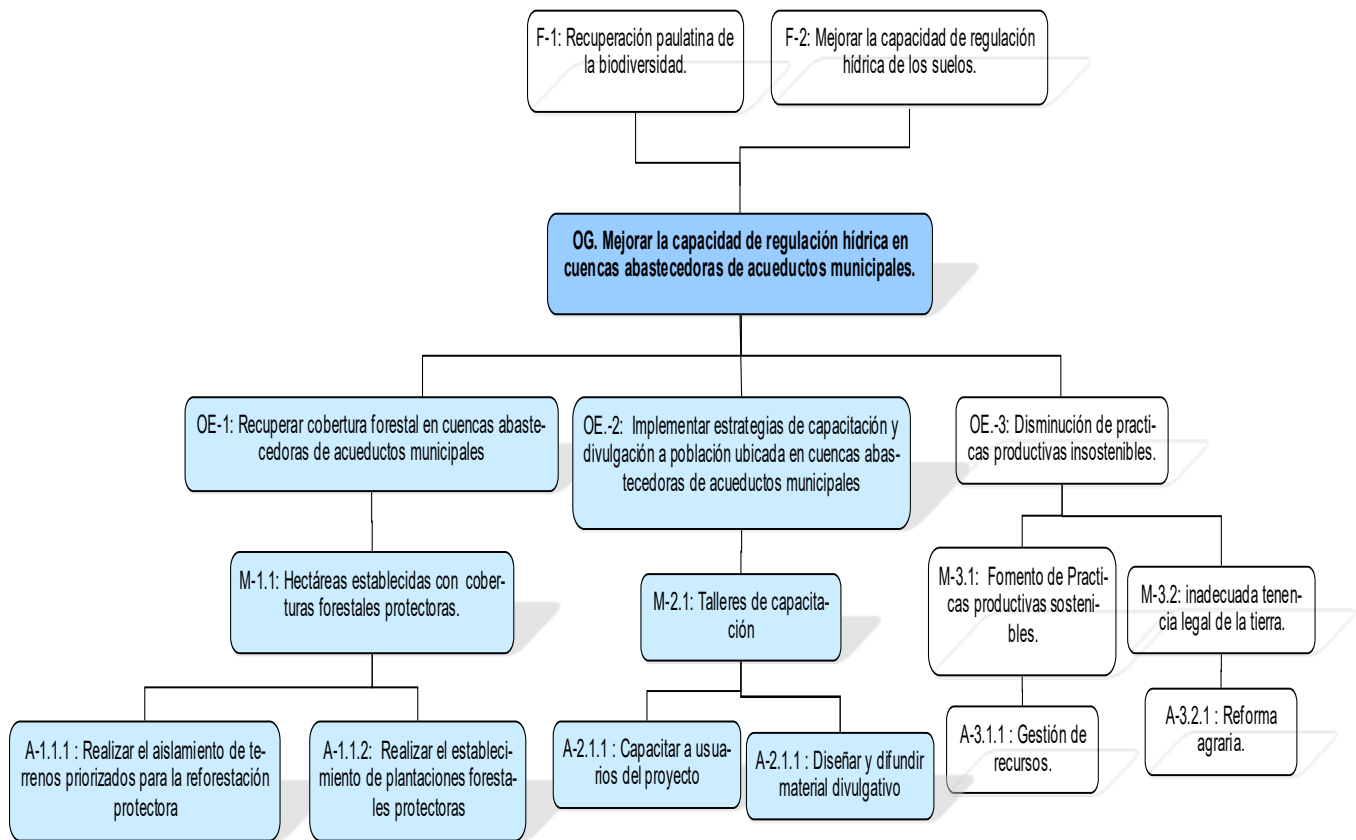 F-1: Recuperación paulatina de
la biodiversidad.
F-2: Mejorar la capacidad de regulación
hídrica de los suelos.
OG. Mejorar la capacidad de regulación hídrica en
cuencas abastecedoras de acueductos municipales.
OE-1: Recuperar cobertura forestal en cuencas abaste-
cedoras de acueductos municipales
OE.-2: Implementar estrategias de capacitación y
divulgación a población ubicada en cuencas abas-
tecedoras de acueductos municipales
OE.-3: Disminución de practi-
cas productivas insostenibles.
M-1.1: Hectáreas establecidas con cober-
turas forestales protectoras.
M-2.1: Talleres de capacita-
ción
M-3.1: Fomento de Practi-
cas productivas sosteni-
bles.
M-3.2: inadecuada tenen-
cia legal de la tierra.
A-1.1.1 : Realizar el aislamiento de te-
rrenos priorizados para la reforestación
protectora
A-1.1.2: Realizar el estableci-
miento de plantaciones foresta-
les protectoras
A-2.1.1 : Capacitar a usua-
rios del proyecto
A-2.1.1 : Diseñar y difundir
material divulgativo
A-3.1.1 : Gestión de
recursos.
A-3.2.1 : Reforma
agraria.